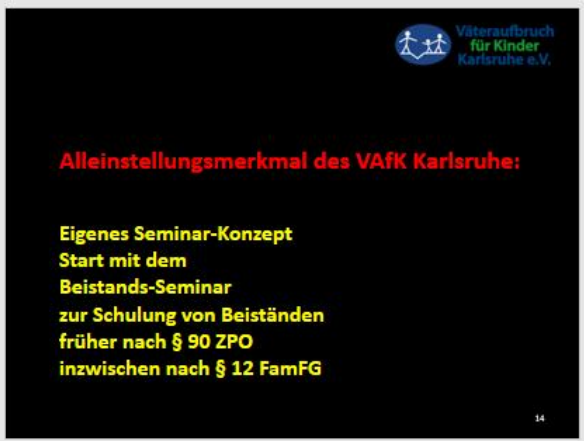 Väteraufbruch
für Kinder
Karlsruhe e.V.
Alleinstellungsmerkmal des VAfK Karlsruhe:
Eigenes Seminar-Konzept
Start mit dem
Beistands-Seminar
zur Schulung von Beiständen
früher nach § 90 ZPO
inzwischen nach § 12 FamFG
14